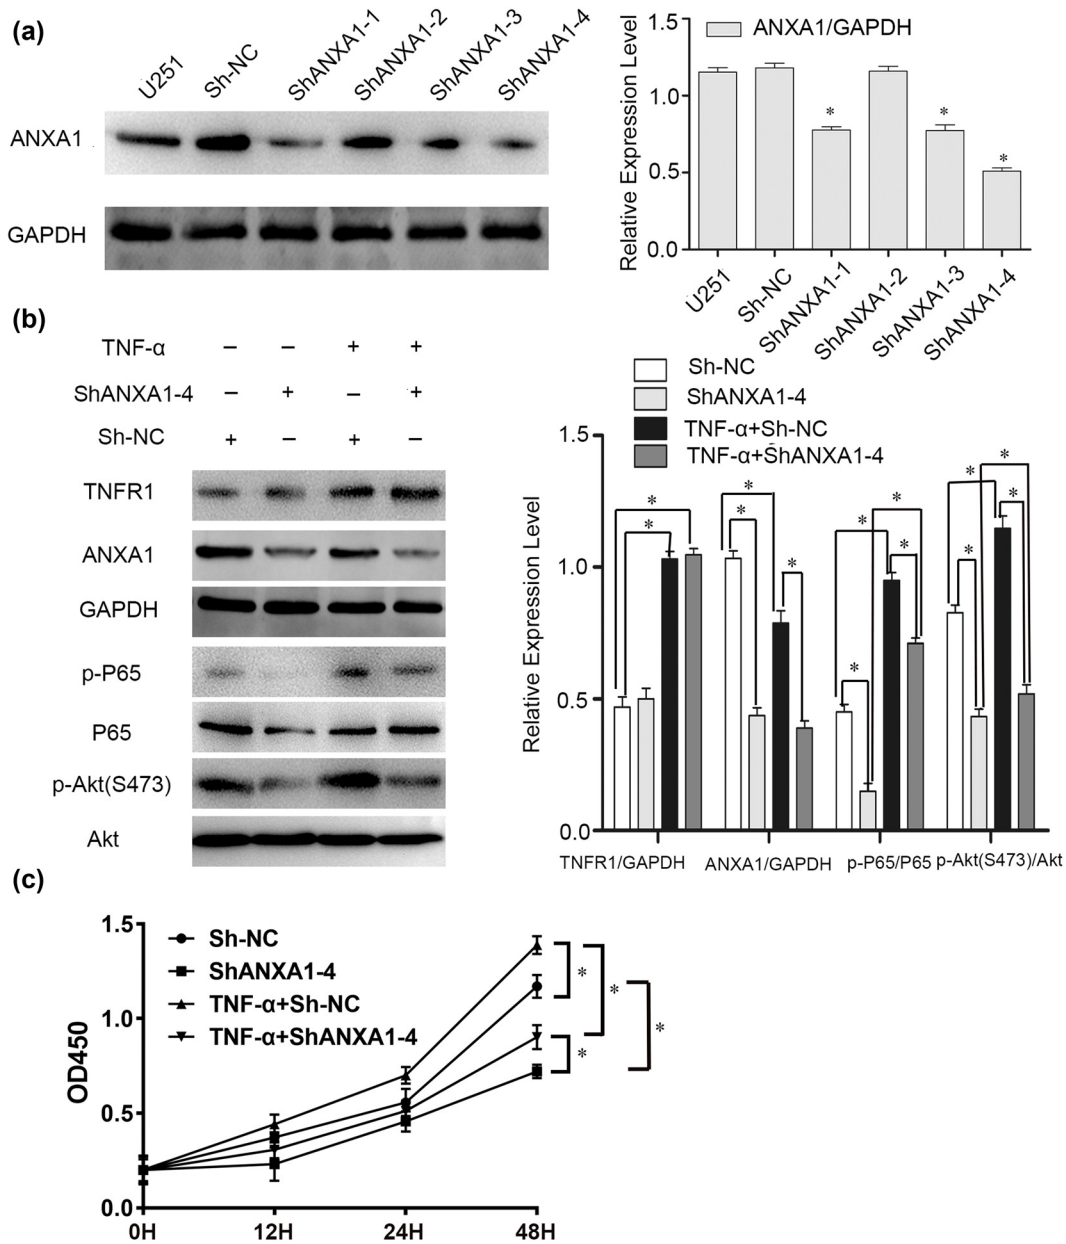 (a)
U251
Sh-NC
ShANXA1-1
ShANXA1-2
ShANXA1-3
ShANXA1-4
ANXA1
GAPDH
Relative Expression Level
1.5
1.0
0.5
0.0
ANXA1/GAPDH
* * *
U251
Sh-NC
ShANXA1-1
ShANXA1-2
ShANXA1-3
ShANXA1-4
(b)
TNF-α − − + +
ShANXA1-4 − + − +
Sh-NC + − + −
TNFR1
ANXA1
GAPDH
p-P65
P65
p-Akt(S473)
Akt
Sh-NC
ShANXA1-4
TNF-α+Sh-NC
TNF-α+ShANXA1-4
Relative Expression Level
1.5
1.0
0.5
0.0
* * * * * * * * * * * * *
TNFR1/GAPDH ANXA1/GAPDH p-P65/P65 p-Akt(S473)/Akt
(c)
OD450
1.5
1.0
0.5
0.0
Sh-NC
ShANXA1-4
TNF-α+Sh-NC
TNF-α+ShANXA1-4
* * * *
0H 12H 24H 48H